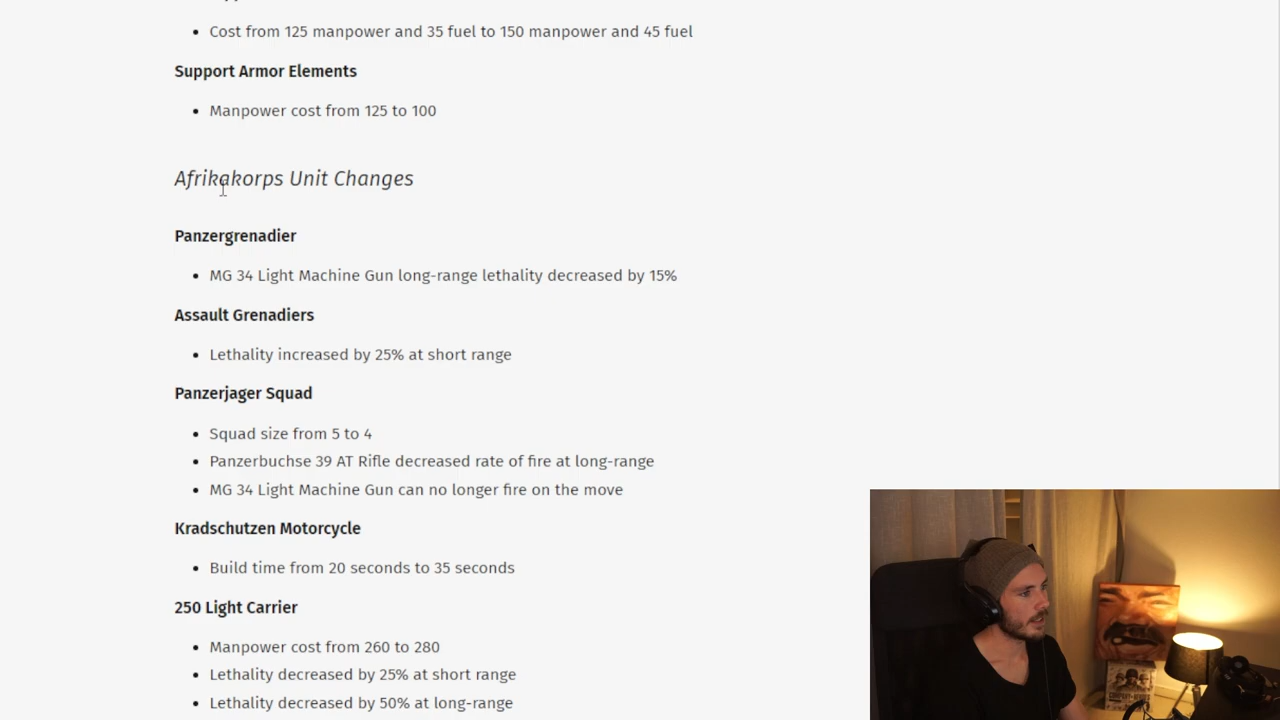 Cost from 125 manpower and 35 fuel to 150 manpower and 45 fuel
Support Armor Elements
Manpower cost from 125 to 100
Afrikakorps Unit Changes
Panzergrenadier
MG 34 Light Machine Gun long-range lethality decreased by 15%
Assault Grenadiers
Lethality increased by 25% at short range
Panzerjager Squad
Squad size from 5 to 4
Panzerbuchse 39 AT Rifle decreased rate of fire at long-range
MG 34 Light Machine Gun can no longer fire on the move
Kradschutzen Motorcycle
Build time from 20 seconds to 35 seconds
250 Light Carrier
Manpower cost from 260 to 280
Lethality decreased by 25% at short range
Lethality decreased by 50% at long-range